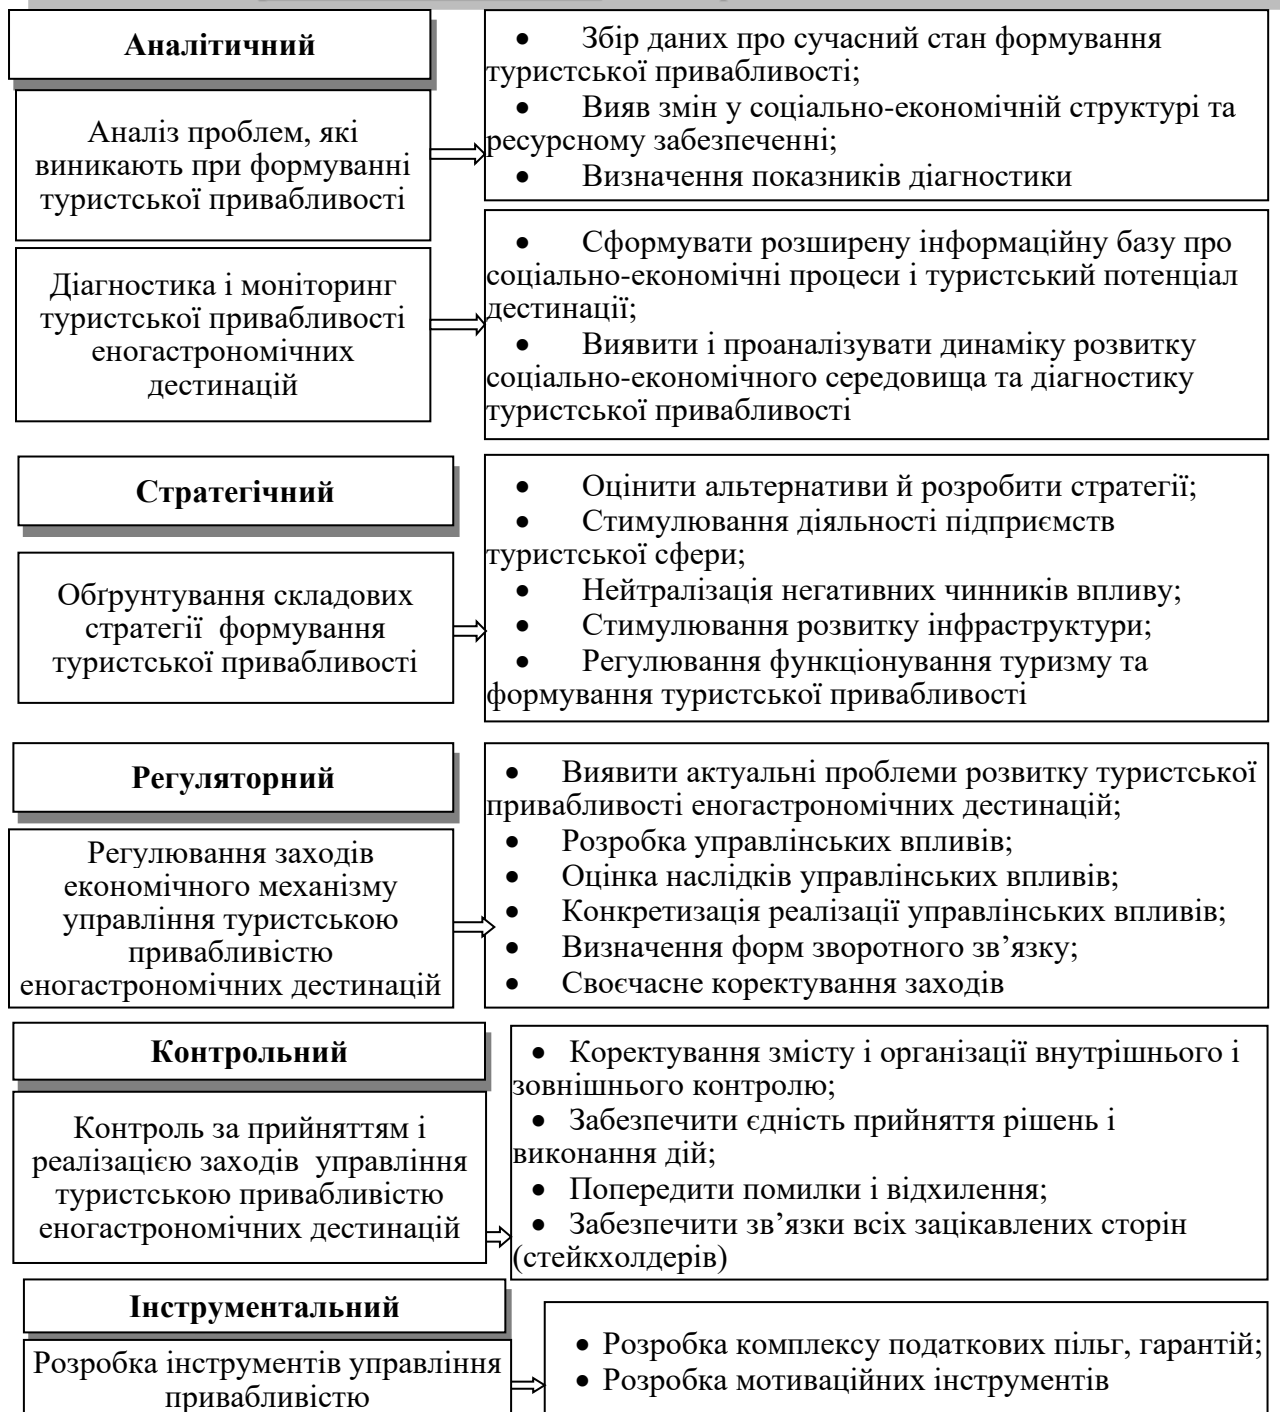 Аналітичний
Аналіз проблем, які
виникають при формуванні
туристської привабливості
• Збір даних про сучасний стан формування
туристської привабливості;
• Вияв змін у соціально-економічній структурі та
ресурсному забезпеченні;
• Визначення показників діагностики
Діагностика і моніторинг
туристської привабливості
еногастрономічних
дестинацій
• Сформувати розширену інформаційну базу про
соціально-економічні процеси і туристський потенціал
дестинації;
• Виявити і проаналізувати динаміку розвитку
соціально-економічного середовища та діагностику
туристської привабливості
Стратегічний
Обґрунтування складових
стратегії формування
туристської привабливості
• Оцінити альтернативи й розробити стратегії;
• Стимулювання діяльності підприємств
туристської сфери;
• Нейтралізація негативних чинників впливу;
• Стимулювання розвитку інфраструктури;
• Регулювання функціонування туризму та
формування туристської привабливості
Регуляторний
Регулювання заходів
економічного механізму
управління туристською
привабливістю
еногастрономічних дестинацій
• Виявити актуальні проблеми розвитку туристської
привабливості еногастрономічних дестинацій;
• Розробка управлінських впливів;
• Оцінка наслідків управлінських впливів;
• Конкретизація реалізації управлінських впливів;
• Визначення форм зворотного зв’язку;
• Своєчасне коректування заходів
Контрольний
Контроль за прийняттям і
реалізацією заходів управління
туристською привабливістю
еногастрономічних дестинацій
• Коректування змісту і організації внутрішнього і
зовнішнього контролю;
• Забезпечити єдність прийняття рішень і
виконання дій;
• Попередити помилки і відхилення;
• Забезпечити зв’язки всіх зацікавлених сторін
(стейкхолдерів)
Інструментальний
Розробка інструментів управління
привабливістю
• Розробка комплексу податкових пільг, гарантій;
• Розробка мотиваційних інструментів